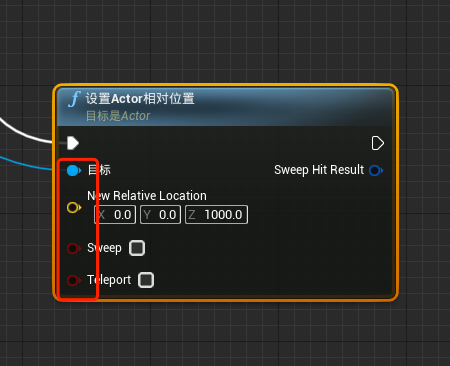 f 设置Actor相对位置
目标是Actor
目标 Sweep Hit Result
New Relative Location
X 0.0 Y 0.0 Z 1000.0
Sweep
Teleport